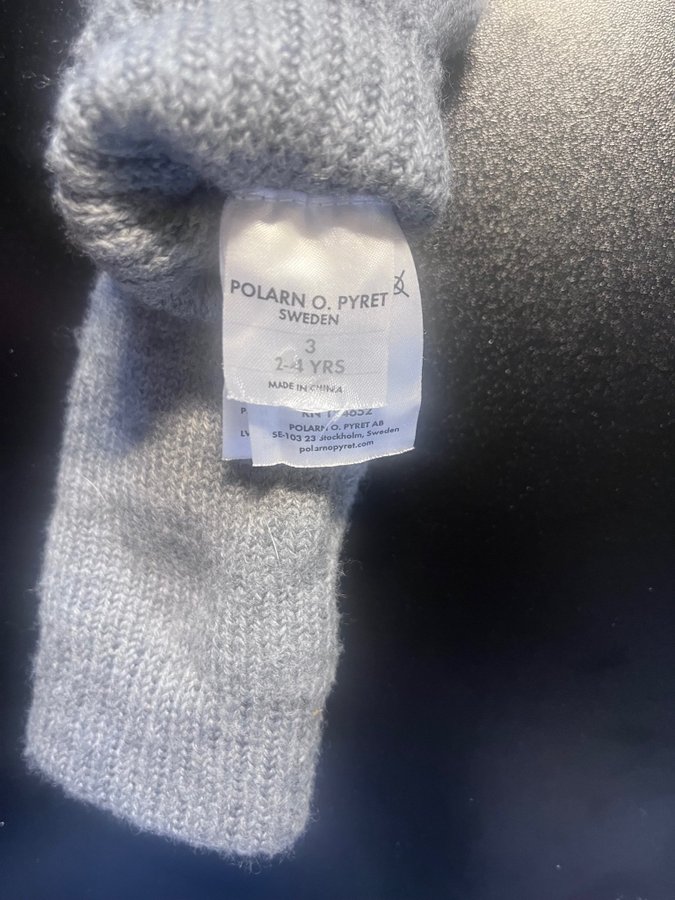 POLARN O. PYRET
SWEDEN
3
2-4 YRS
MADE IN CHINA
RN
POLARN O. PYRET AB
SE-103 23 Stockholm, Sweden
polarnopyret.com